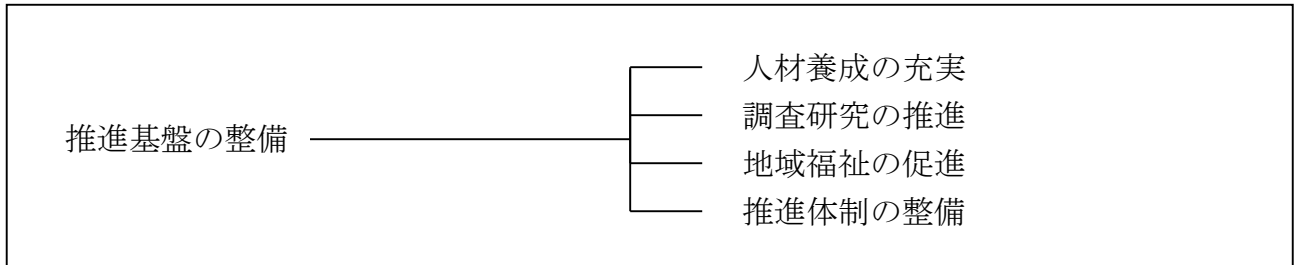 推進基盤の整備
人材養成の充実
調査研究の推進
地域福祉の促進
推進体制の整備